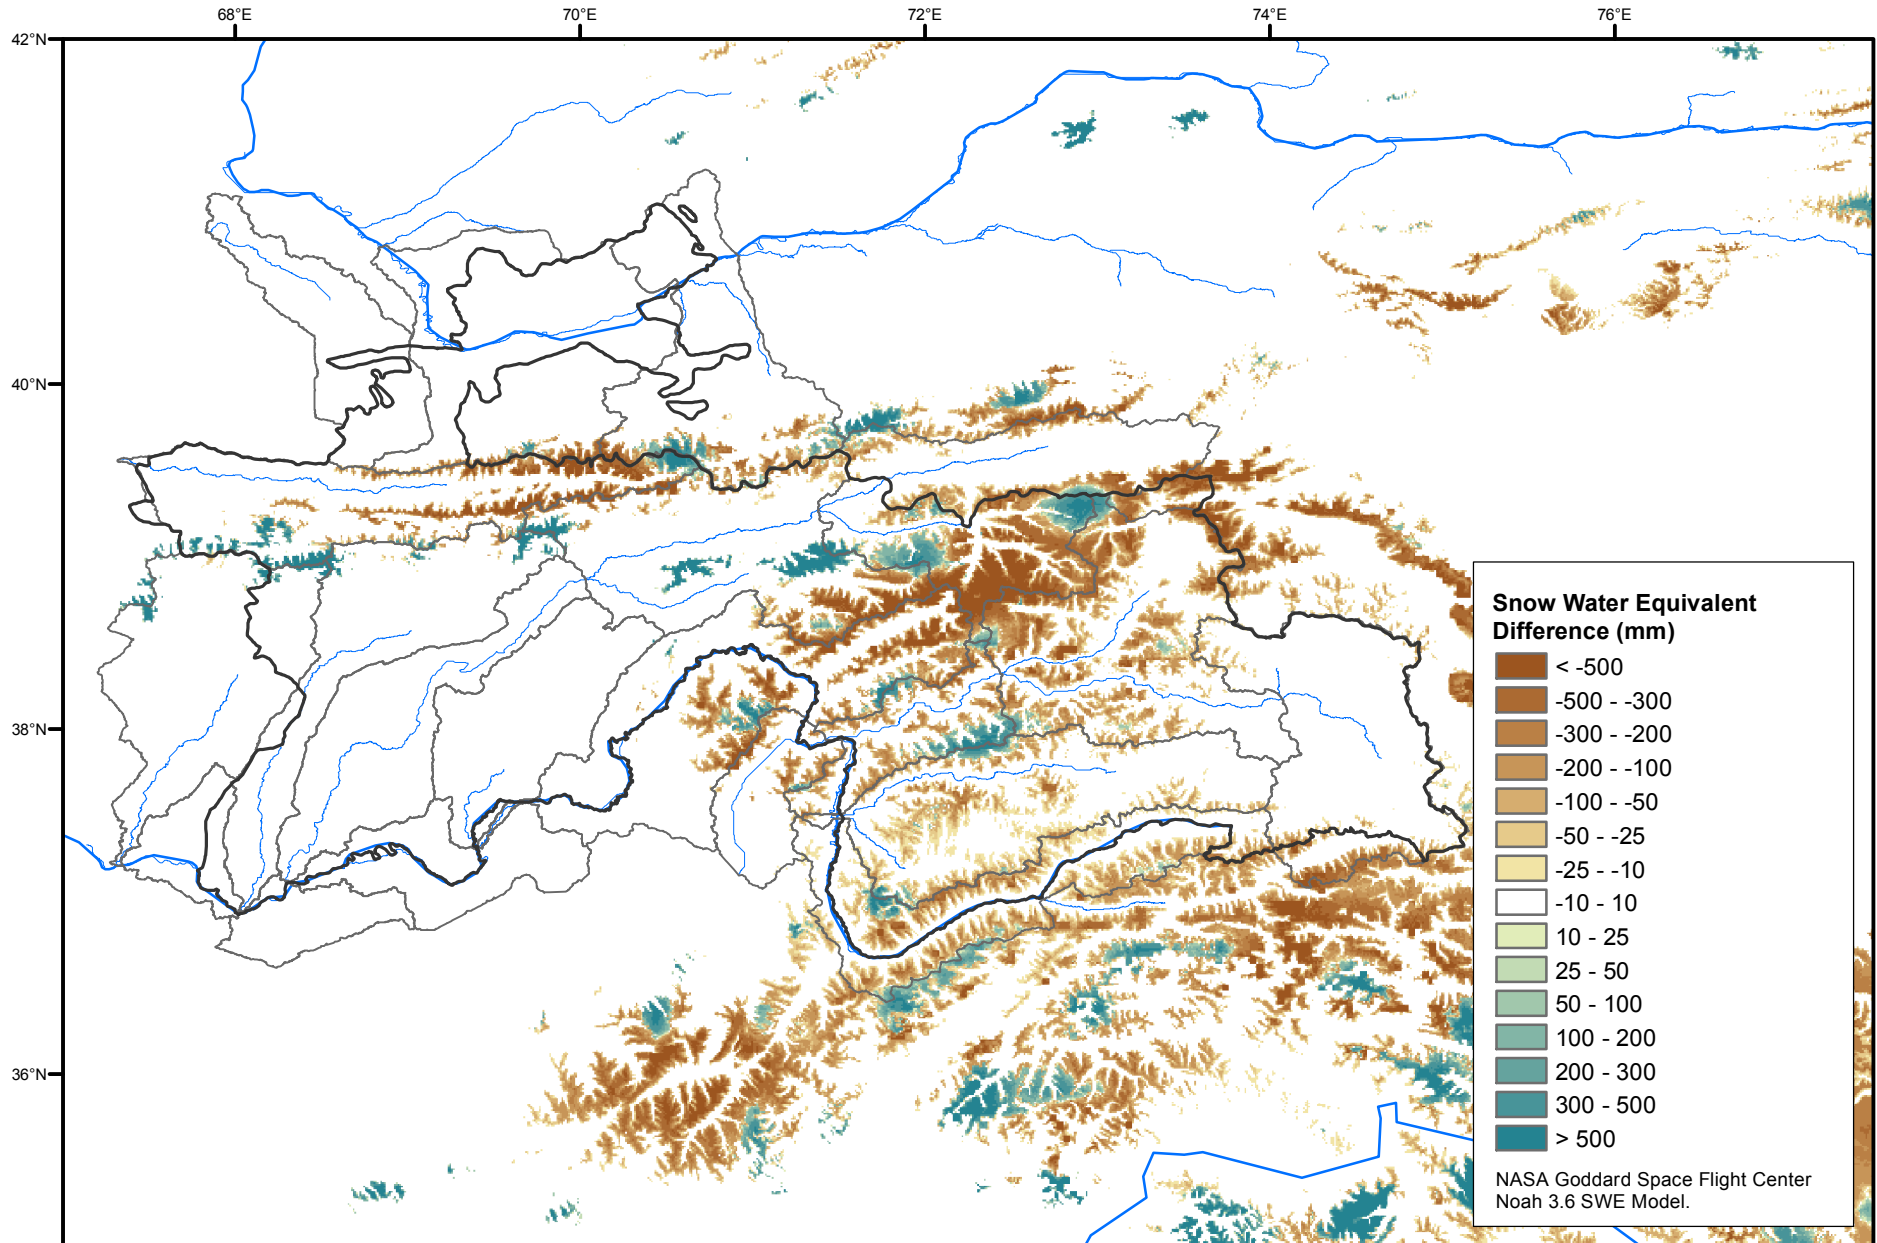 68°E
70°E
72°E
74°E
76°E
42°N
40°N
38°N
36°N
Snow Water Equivalent
Difference (mm)
< -500
-500 - -300
-300 - -200
-200 - -100
-100 - -50
-50 - -25
-25 - -10
-10 - 10
10 - 25
25 - 50
50 - 100
100 - 200
200 - 300
300 - 500
> 500
NASA Goddard Space Flight Center
Noah 3.6 SWE Model.